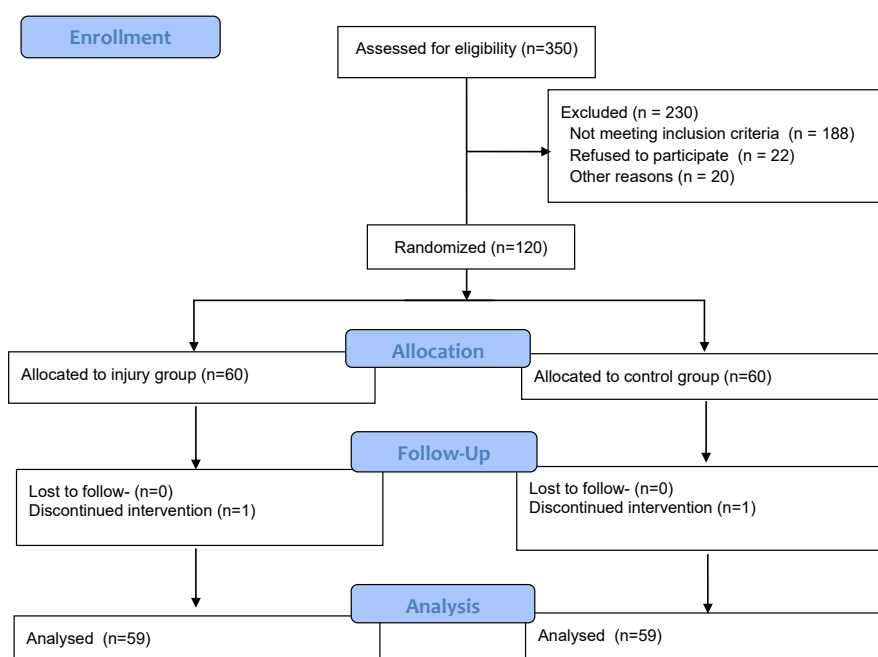 Enrollment
Assessed for eligibility (n=350)
Excluded (n = 230)
Not meeting inclusion criteria (n = 188)
Refused to participate (n = 22)
Other reasons (n = 20)
Randomized (n=120)
Allocation
Allocated to injury group (n=60)
Allocated to control group (n=60)
Follow-Up
Lost to follow- (n=0)
Discontinued intervention (n=1)
Lost to follow- (n=0)
Discontinued intervention (n=1)
Analysis
Analysed (n=59)
Analysed (n=59)